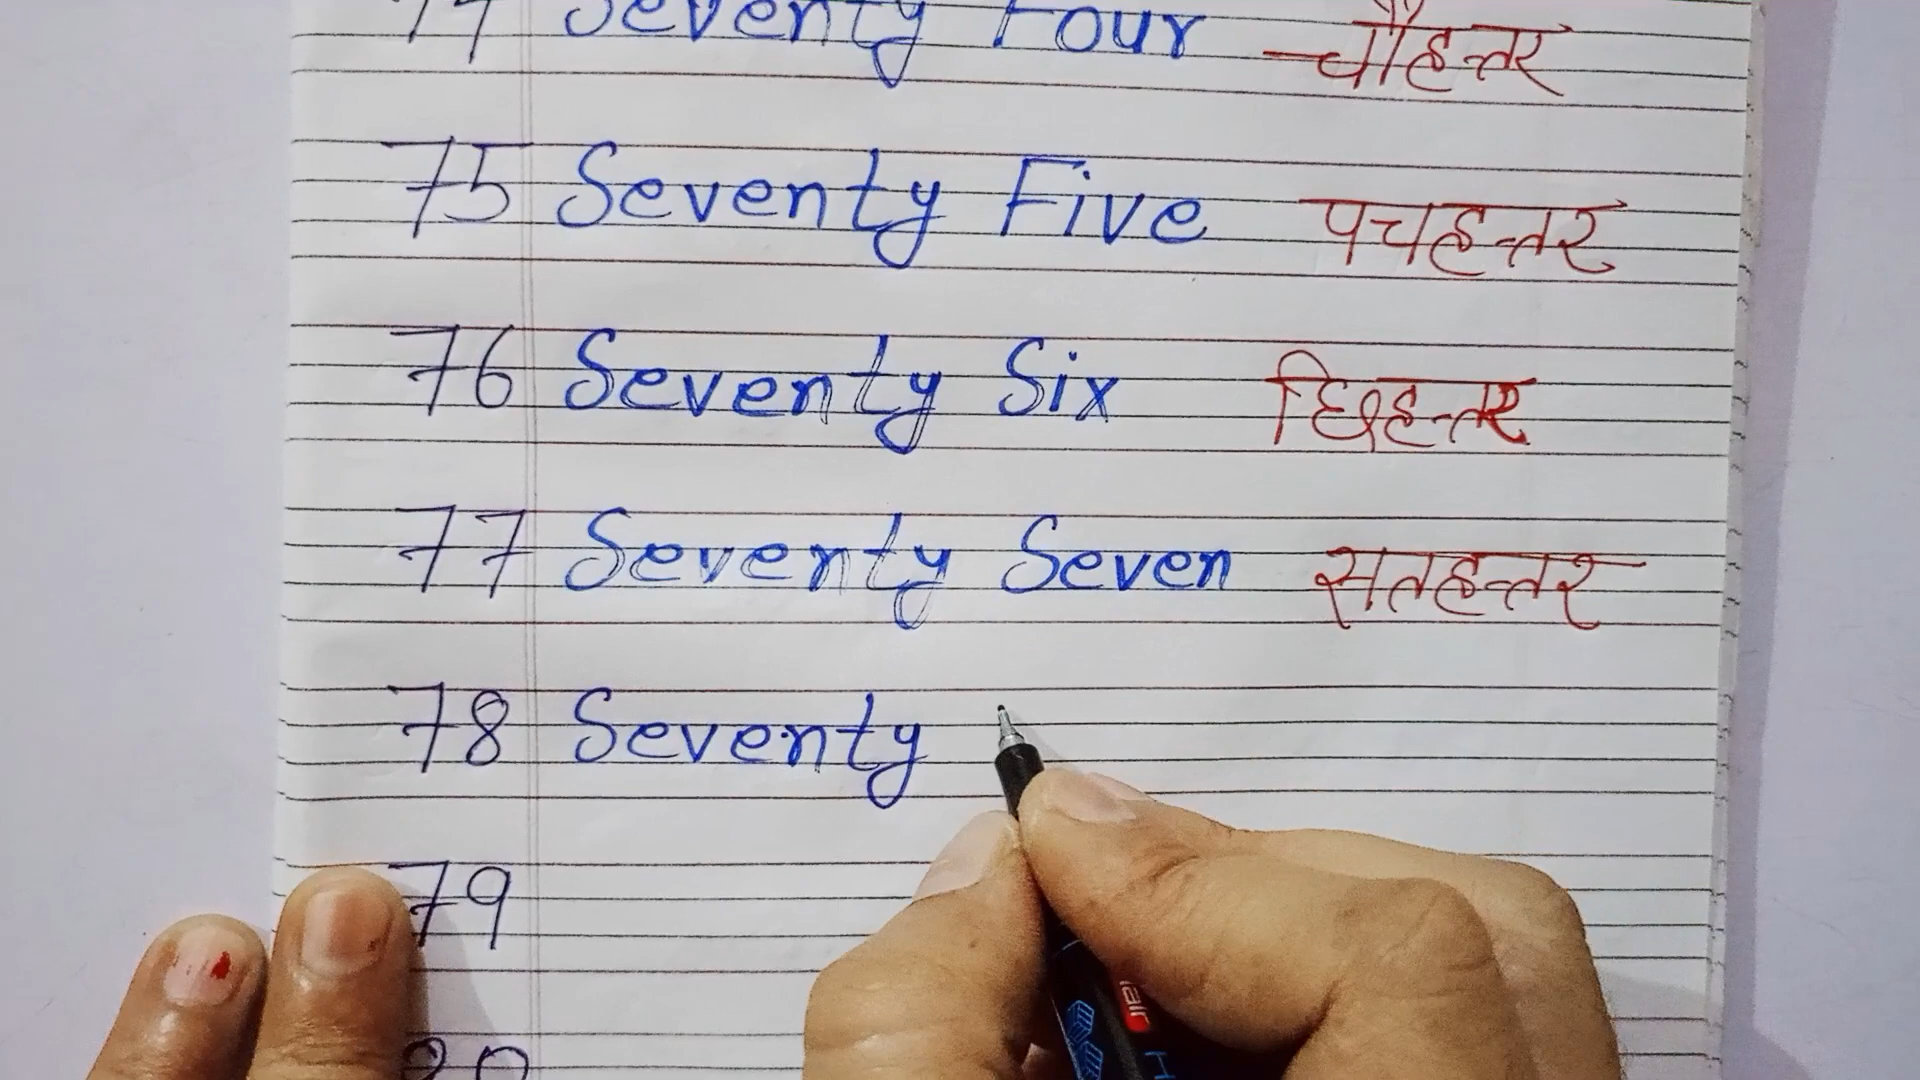 74 Seventy Four चौहत्तर
75 Seventy Five पचहत्तर
76 Seventy Six छिहत्तर
77 Seventy Seven सतहत्तर
78 Seventy
79
80